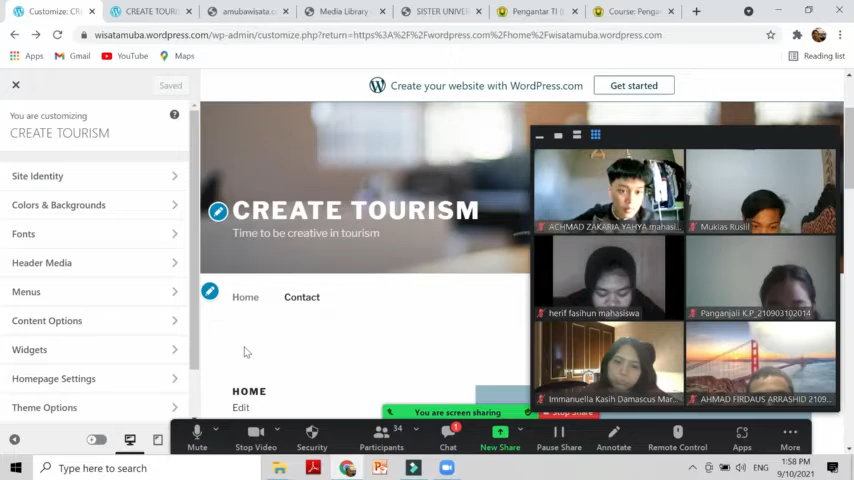 Customize: CR
CREATE TOURIS
amubawisata.c
Media Library
SISTER UNIVER
Pengantar TI (
Course: Pengan
wisatamuba.wordpress.com/wp-admin/customize.php?return=https%3A%2F%2Fwordpress.com%2Fhome%2Fwisatamuba.wordpress.com
Apps
Gmail
YouTube
Maps
Reading list
Saved
Create your website with WordPress.com
Get started
You are customizing
CREATE TOURISM
Site Identity
Colors & Backgrounds
Fonts
Header Media
Menus
Content Options
Widgets
Homepage Settings
Theme Options
CREATE TOURISM
Time to be creative in tourism
Home
Contact
HOME
Edit
ACHMAD ZAKARIA YAHYA mahasi...
Muklas Ruslil
herif fasihun mahasiswa
Panganjali K.P_210903102014
Immanuella Kasih Damascus Mar...
AHMAD FIRDAUS ARRASHID 2109...
You are screen sharing
Stop Share
Mute
Stop Video
Security
34
Participants
1
Chat
New Share
Pause Share
Annotate
Remote Control
Apps
More
Type here to search
ENG
1:58 PM
9/10/2021